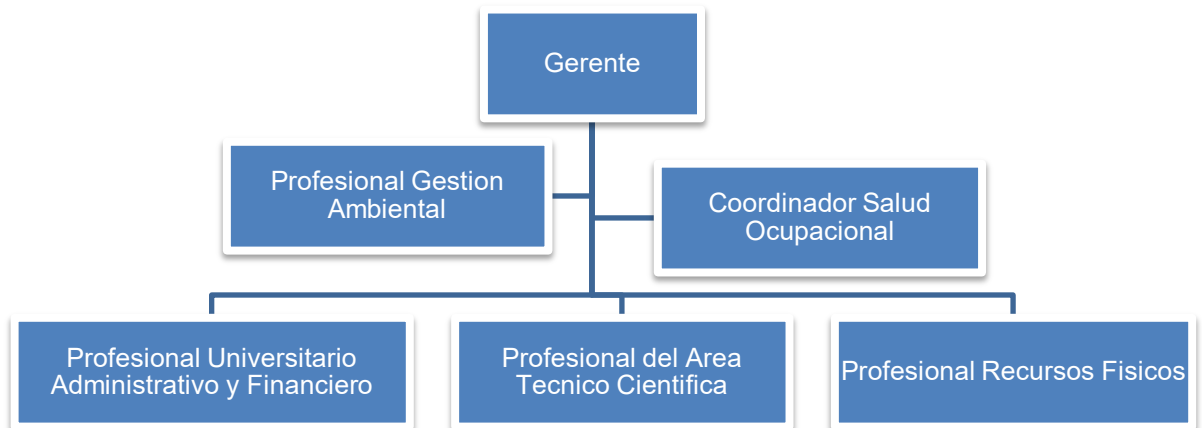 Gerente
Profesional Gestion
Ambiental
Coordinador Salud
Ocupacional
Profesional Universitario
Administrativo y Financiero
Profesional del Area
Tecnico Cientifica
Profesional Recursos Fisicos